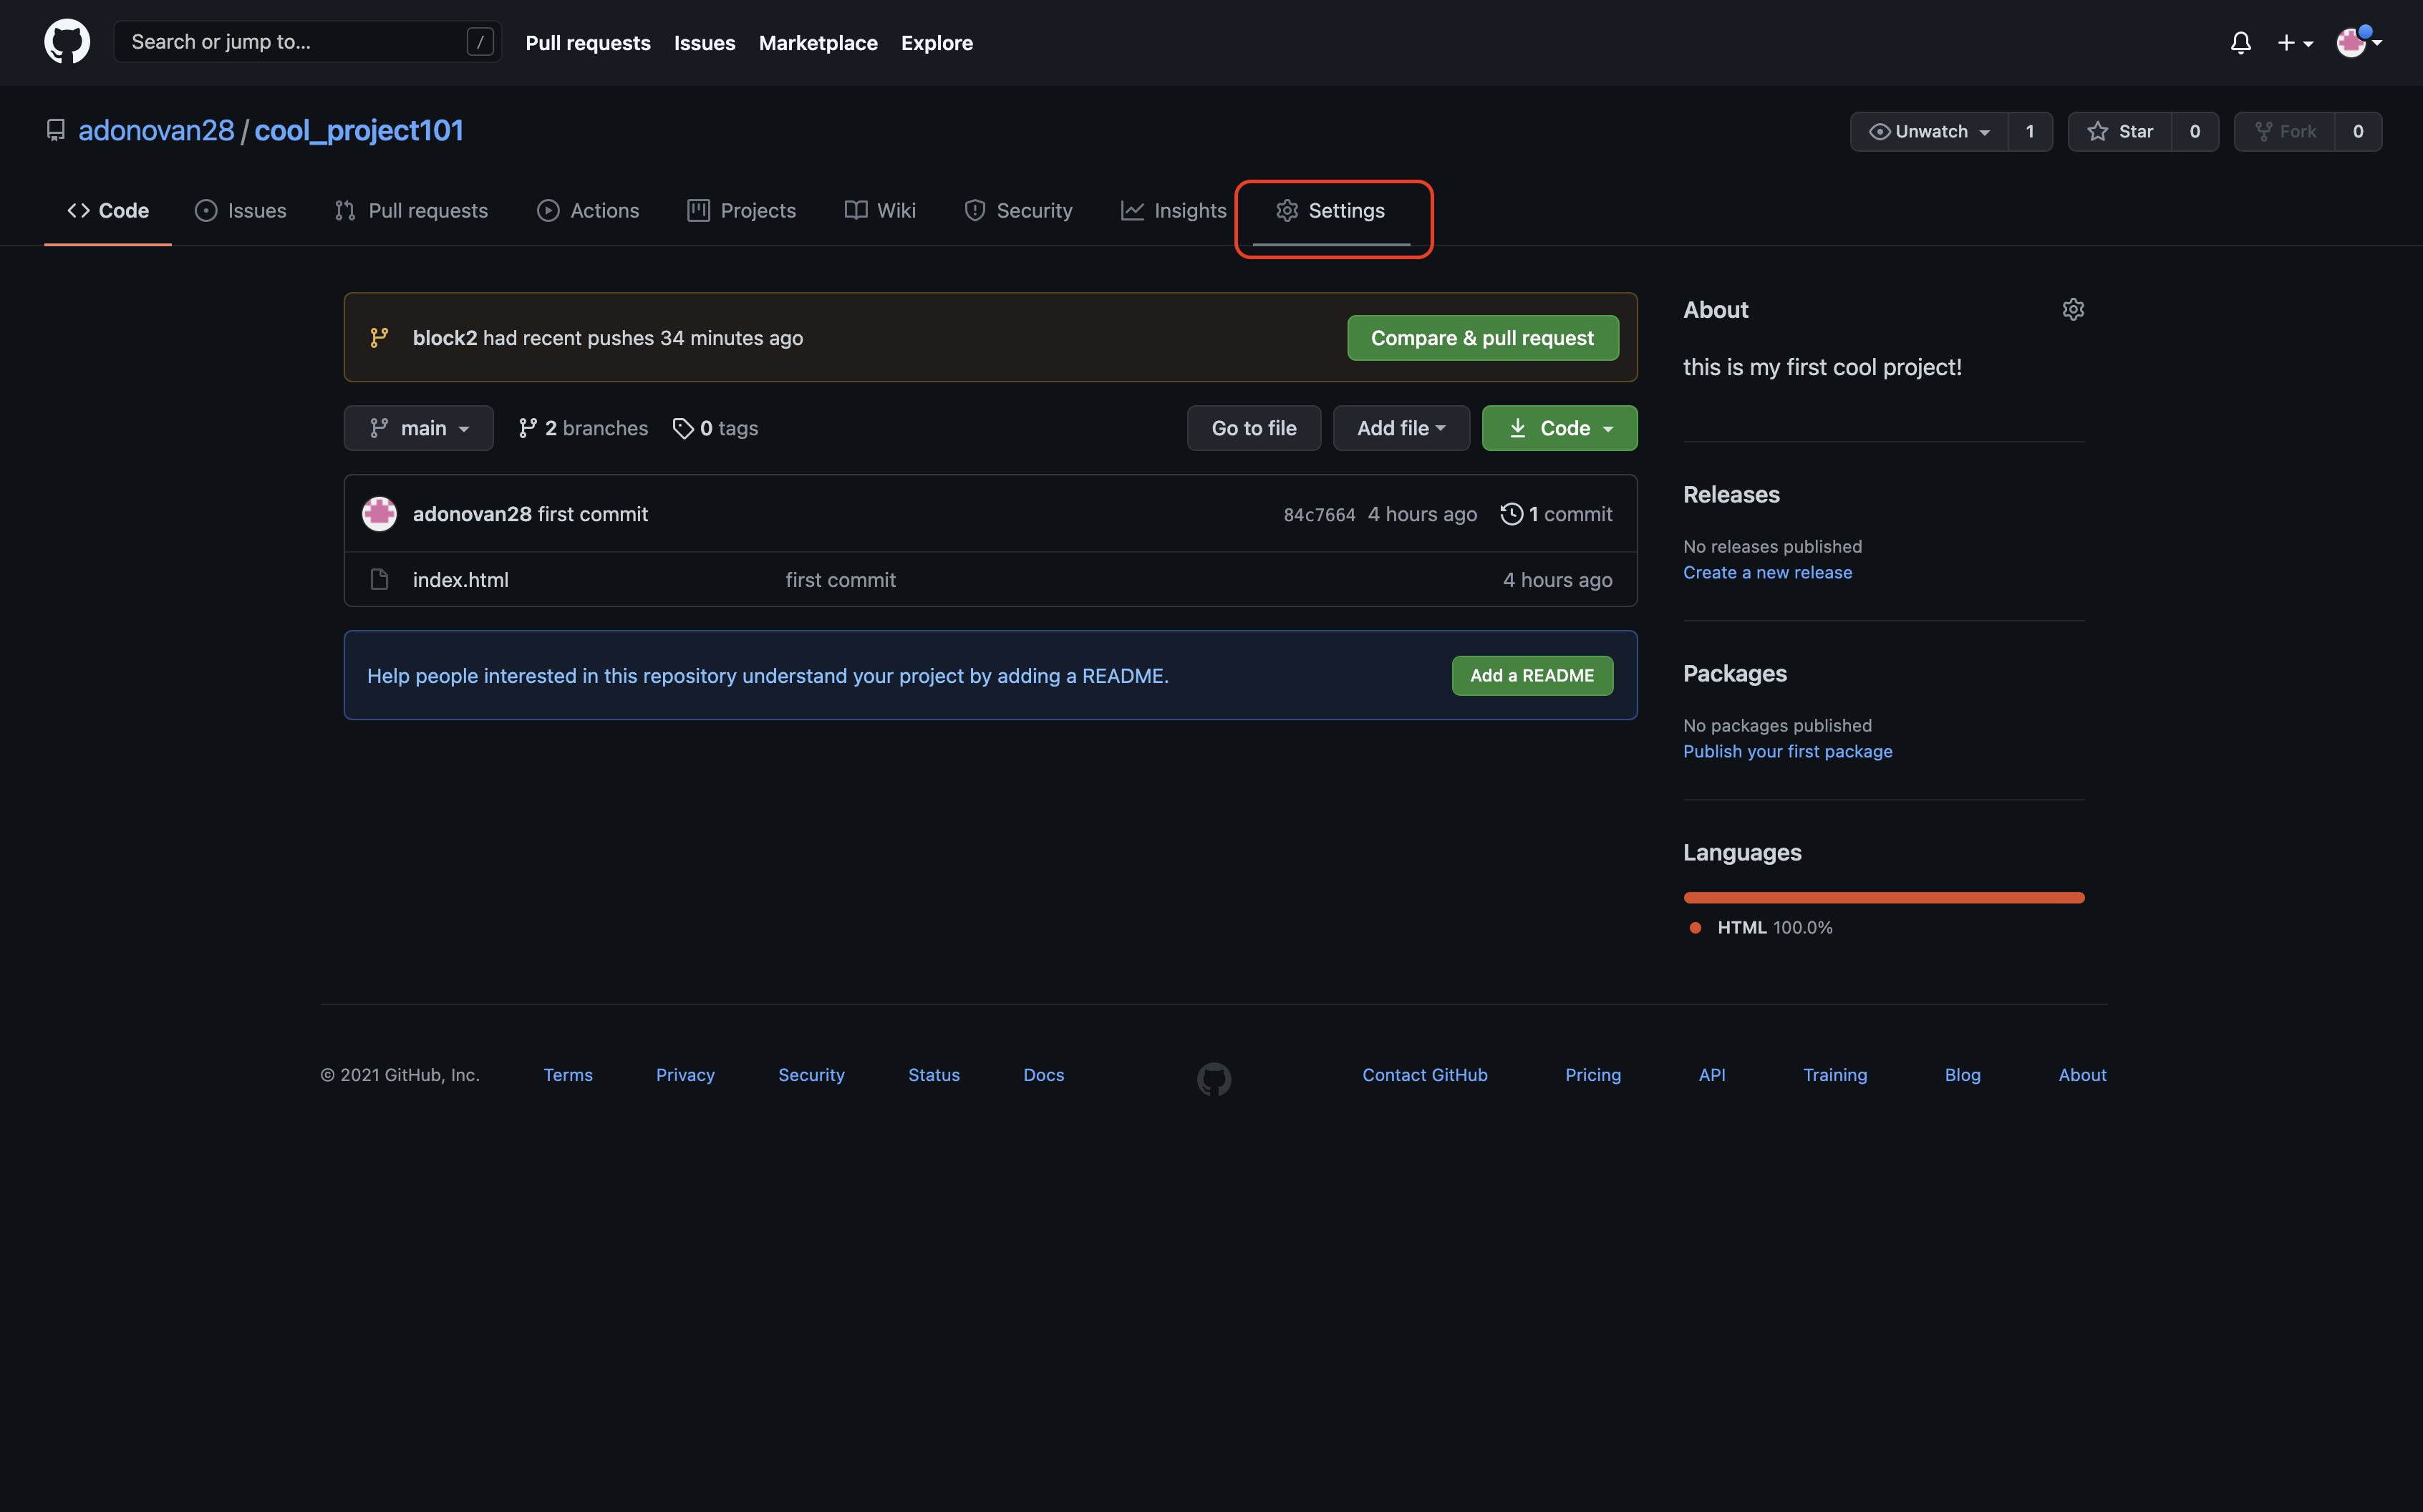 Search or jump to... /
Pull requests Issues Marketplace Explore
adonovan28 / cool_project101
Unwatch 1 Star 0 Fork 0
Code Issues Pull requests Actions Projects Wiki Security Insights Settings
block2 had recent pushes 34 minutes ago
Compare & pull request
main 2 branches 0 tags
Go to file Add file Code
adonovan28 first commit 84c7664 4 hours ago 1 commit
index.html first commit 4 hours ago
Help people interested in this repository understand your project by adding a README.
Add a README
About
this is my first cool project!
Releases
No releases published
Create a new release
Packages
No packages published
Publish your first package
Languages
HTML 100.0%
© 2021 GitHub, Inc. Terms Privacy Security Status Docs Contact GitHub Pricing API Training Blog About